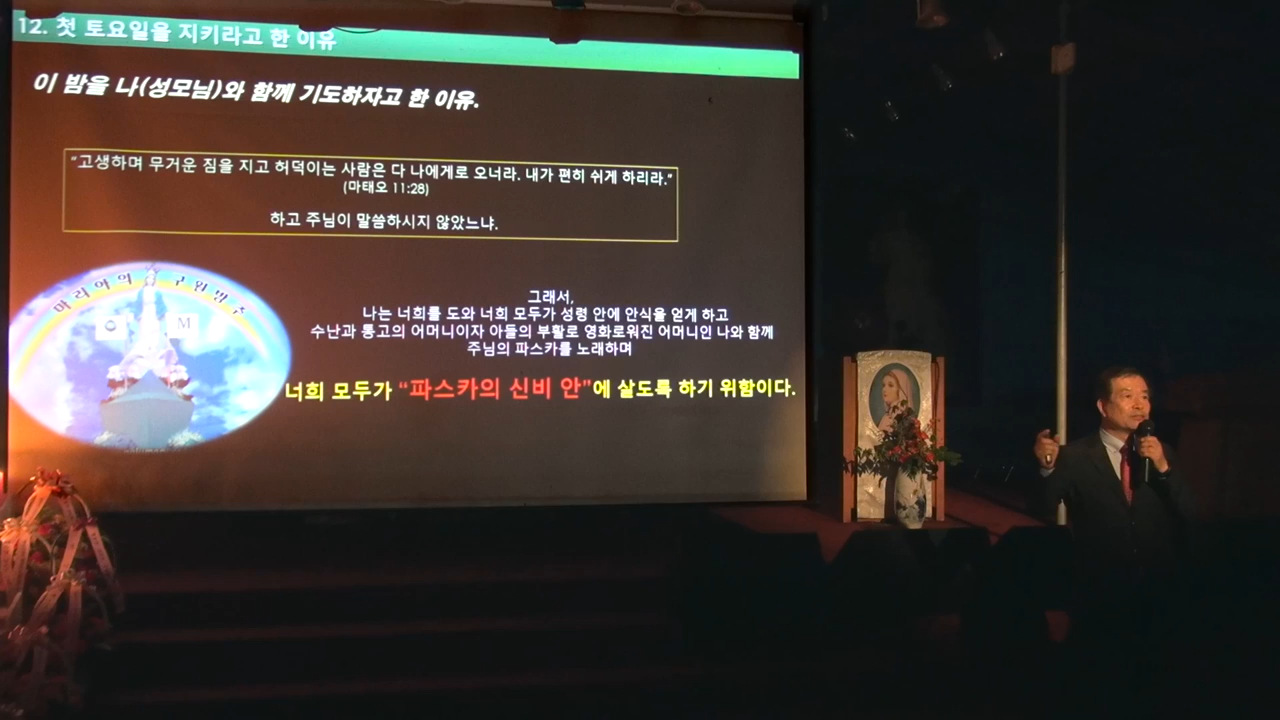 12. 첫 토요일을 지키라고 한 이유
이 밤을 나(성모님)와 함께 기도하자고 한 이유.
“고생하며 무거운 짐을 지고 허덕이는 사람은 다 나에게로 오너라. 내가 편히 쉬게 하리라.”
(마태오 11:28)
하고 주님이 말씀하시지 않았느냐.
마리아의 구원방주
M
그래서,
나는 너희를 도와 너희 모두가 성령 안에 안식을 얻게 하고
수난과 통고의 어머니이자 아들의 부활로 영화로워진 어머니인 나와 함께
주님의 파스카를 노래하며
너희 모두가 “파스카의 신비 안”에 살도록 하기 위함이다.